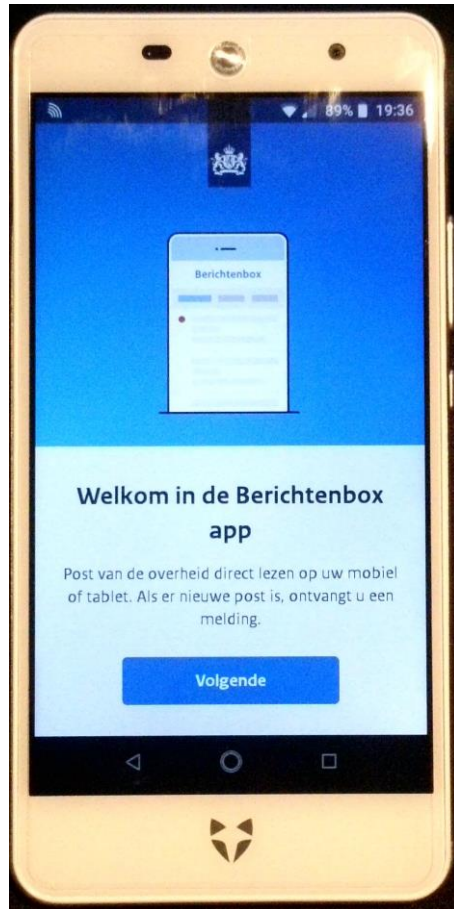 89% 19:36
Berichtenbox
Welkom in de Berichtenbox
app
Post van de overheid direct lezen op uw mobiel
of tablet. Als er nieuwe post is, ontvangt u een
melding.
Volgende